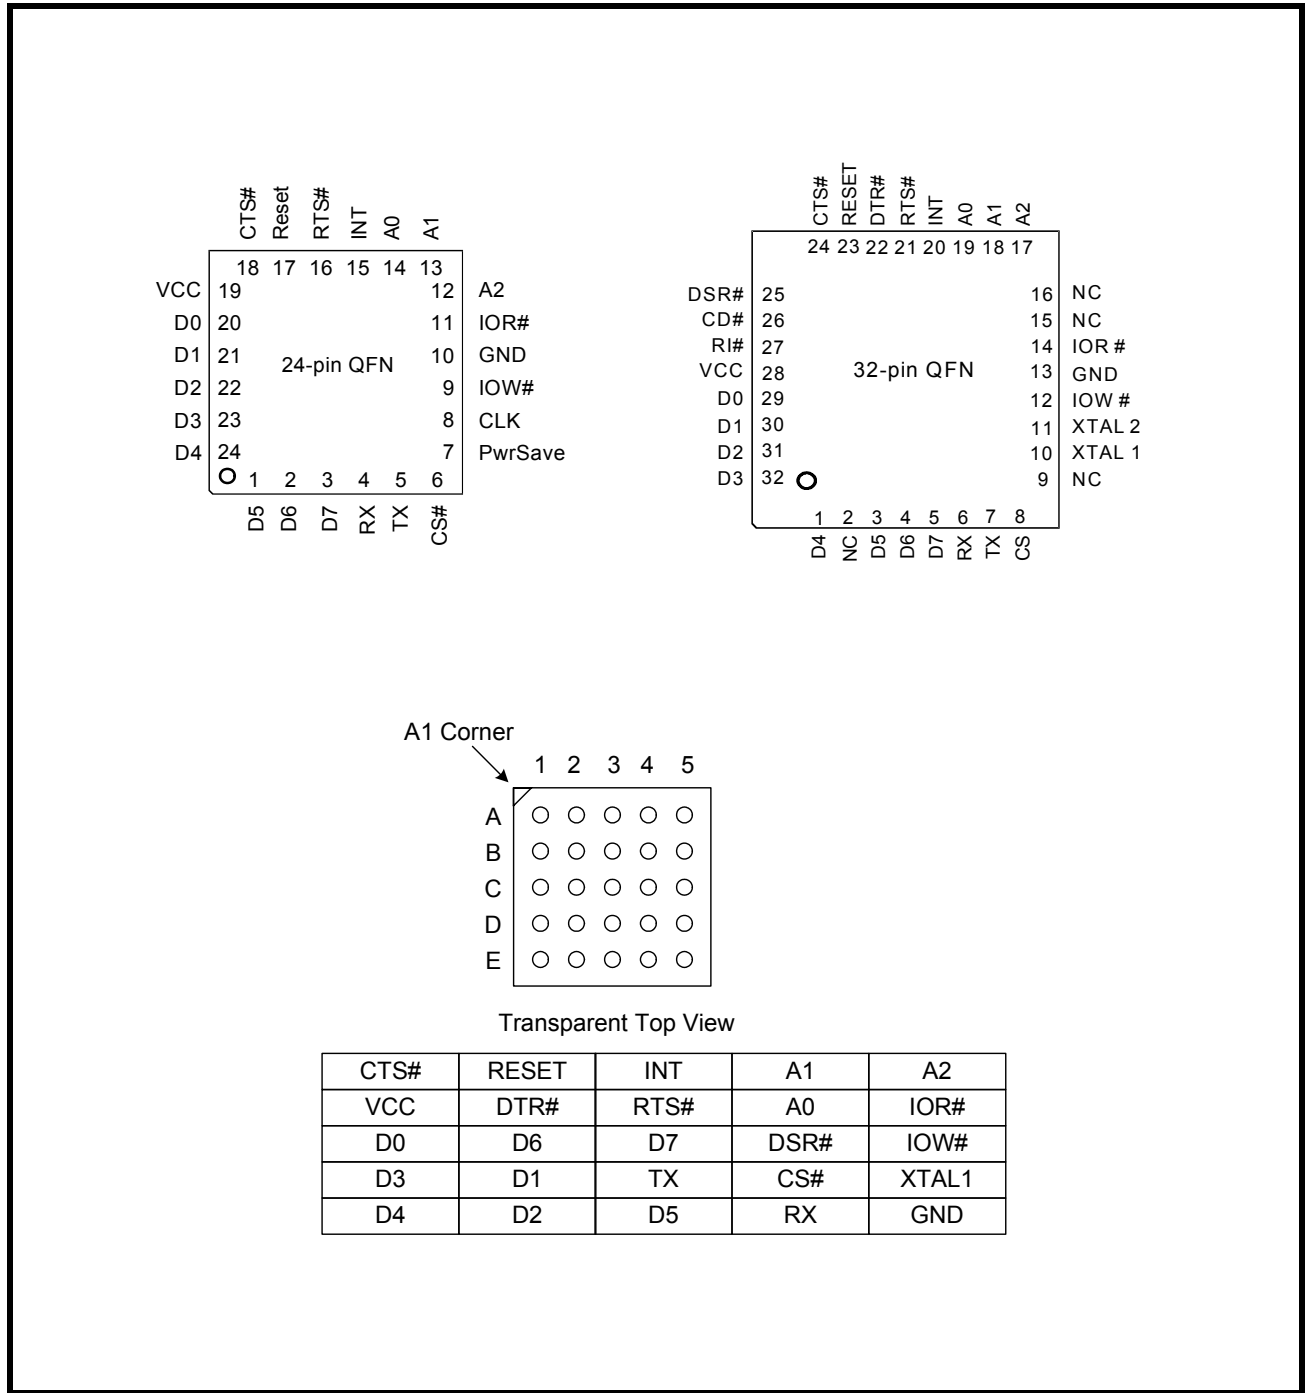 CTS# Reset RTS# INT A0 A1
18 17 16 15 14 13
VCC 19 12 A2
D0 20 11 IOR#
D1 21 24-pin QFN 10 GND
D2 22 9 IOW#
D3 23 8 CLK
D4 24 7 PwrSave
1 2 3 4 5 6
D5 D6 D7 RX TX CS#
CTS# RESET DTR# RTS# INT A0 A1 A2
24 23 22 21 20 19 18 17
DSR# 25 16 NC
CD# 26 15 NC
RI# 27 14 IOR #
VCC 28 32-pin QFN 13 GND
D0 29 12 IOW #
D1 30 11 XTAL 2
D2 31 10 XTAL 1
D3 32 9 NC
1 2 3 4 5 6 7 8
D4 NC D5 D6 D7 RX TX CS
A1 Corner
1 2 3 4 5
A
B
C
D
E
Transparent Top View
CTS# RESET INT A1 A2
VCC DTR# RTS# A0 IOR#
D0 D6 D7 DSR# IOW#
D3 D1 TX CS# XTAL1
D4 D2 D5 RX GND